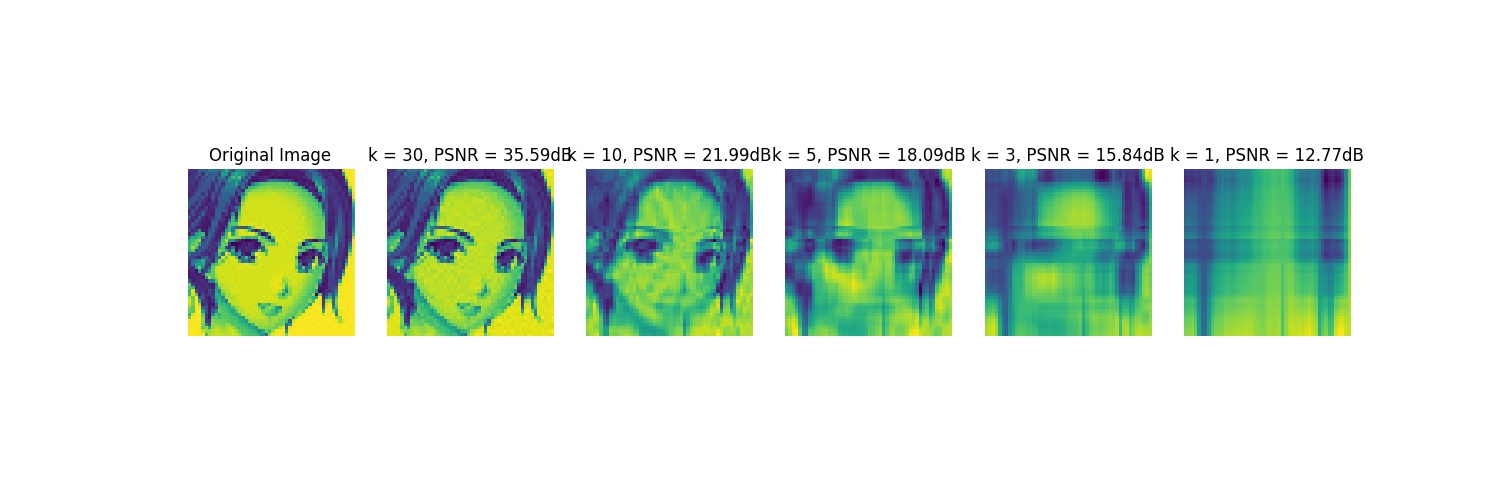 Original Image
k = 30, PSNR = 35.59dB
k = 10, PSNR = 21.99dB
k = 5, PSNR = 18.09dB
k = 3, PSNR = 15.84dB
k = 1, PSNR = 12.77dB